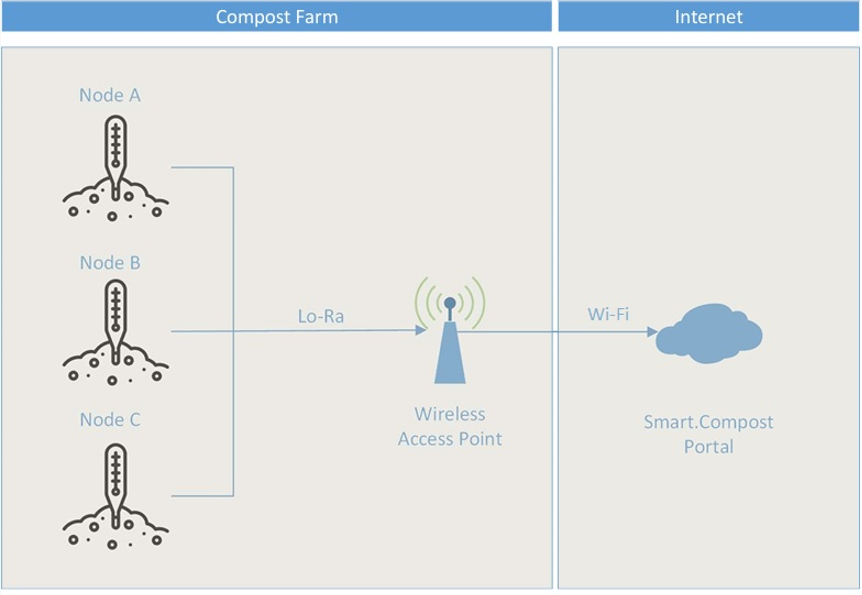 Compost Farm
Internet
Node A
Node B
Lo-Ra
Wi-Fi
Node C
Wireless
Access Point
Smart.Compost
Portal